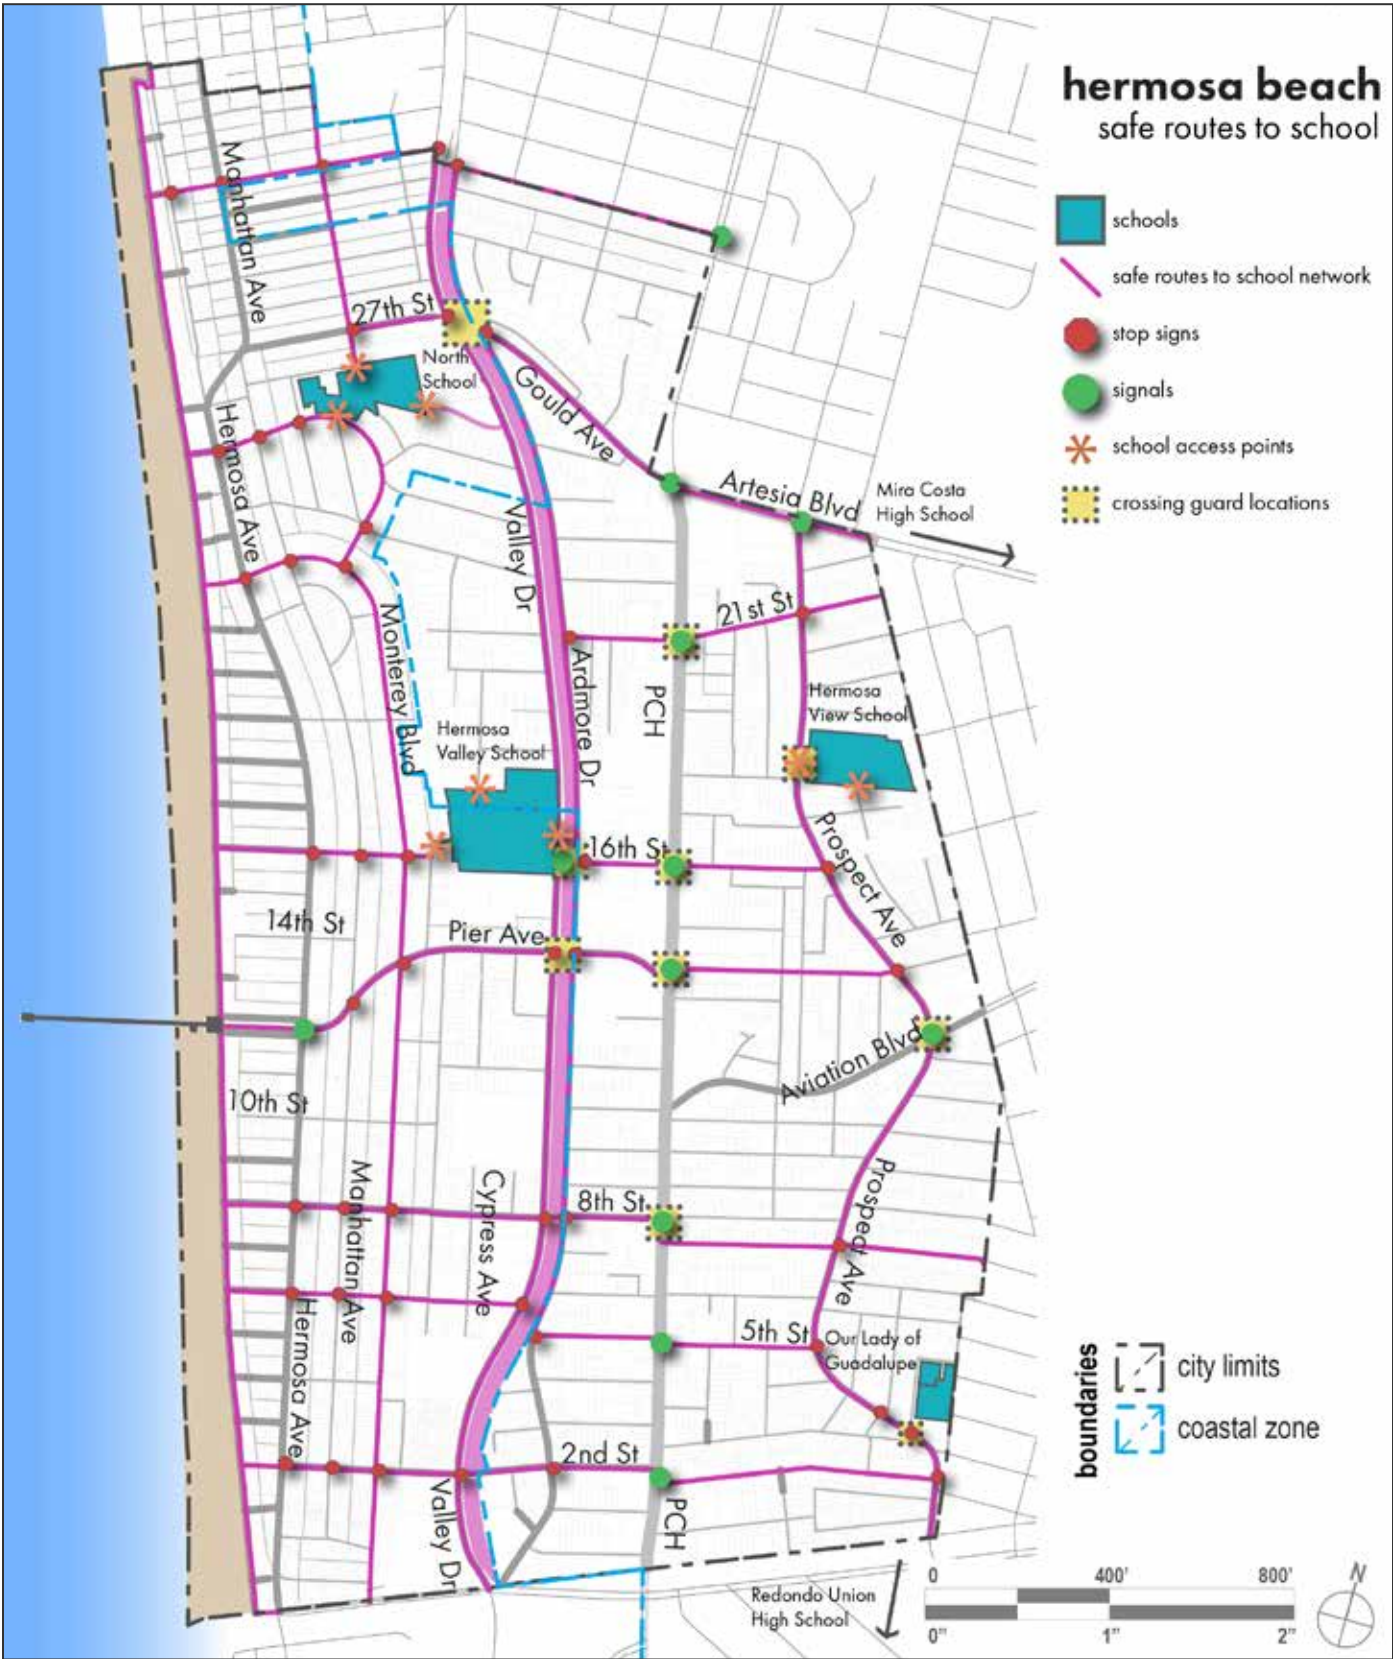 hermosa beach
safe routes to school
schools
safe routes to school network
stop signs
signals
school access points
crossing guard locations
Manhattan Ave
27th St
North
School
Gould Ave
Hermosa Ave
Artesia Blvd
Mira Costa
High School
Valley Dr
21st St
Monterey Blvd
Ardmore Dr
PCH
Hermosa
View School
Hermosa
Valley School
16th St
Prospect Ave
14th St
Pier Ave
Aviation Blvd
10th St
Manhattan Ave
Cypress Ave
8th St
Prospect Ave
Hermosa Ave
5th St
Our Lady of
Guadalupe
boundaries
city limits
coastal zone
2nd St
Valley Dr
PCH
Redondo Union
High School
0 400' 800'
0" 1" 2"
N